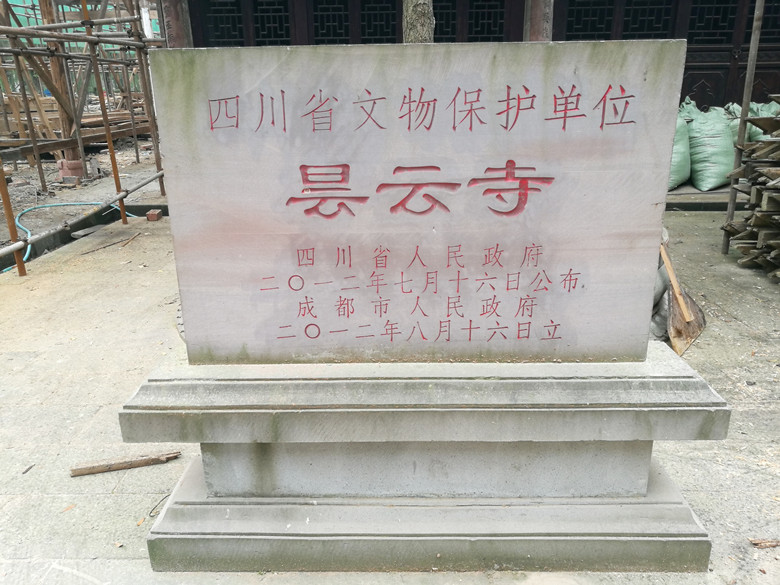 四川省文物保护单位
昙云寺
四川省人民政府
二〇一二年七月十六日公布.
成都市人民政府
二〇一二年八月十六日立